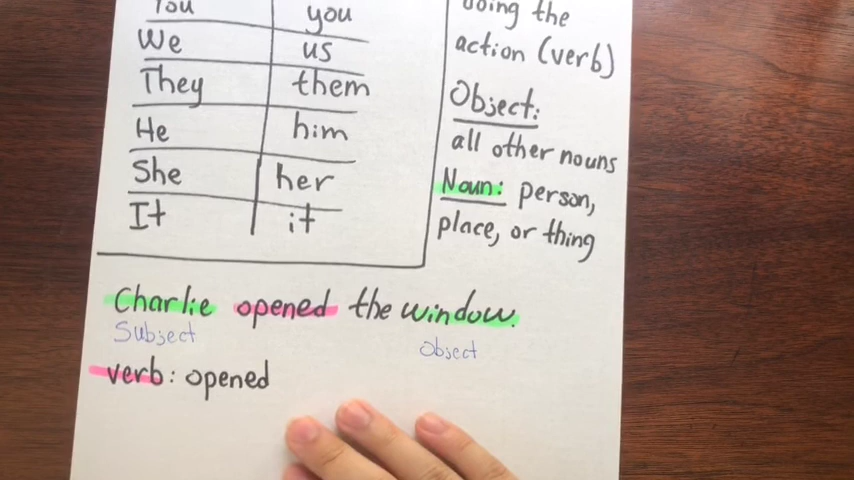 You you
We us
They them
He him
She her
It it
doing the
action (verb)
Object:
all other nouns
Noun: person,
place, or thing
Charlie opened the window.
Subject Object
verb: opened